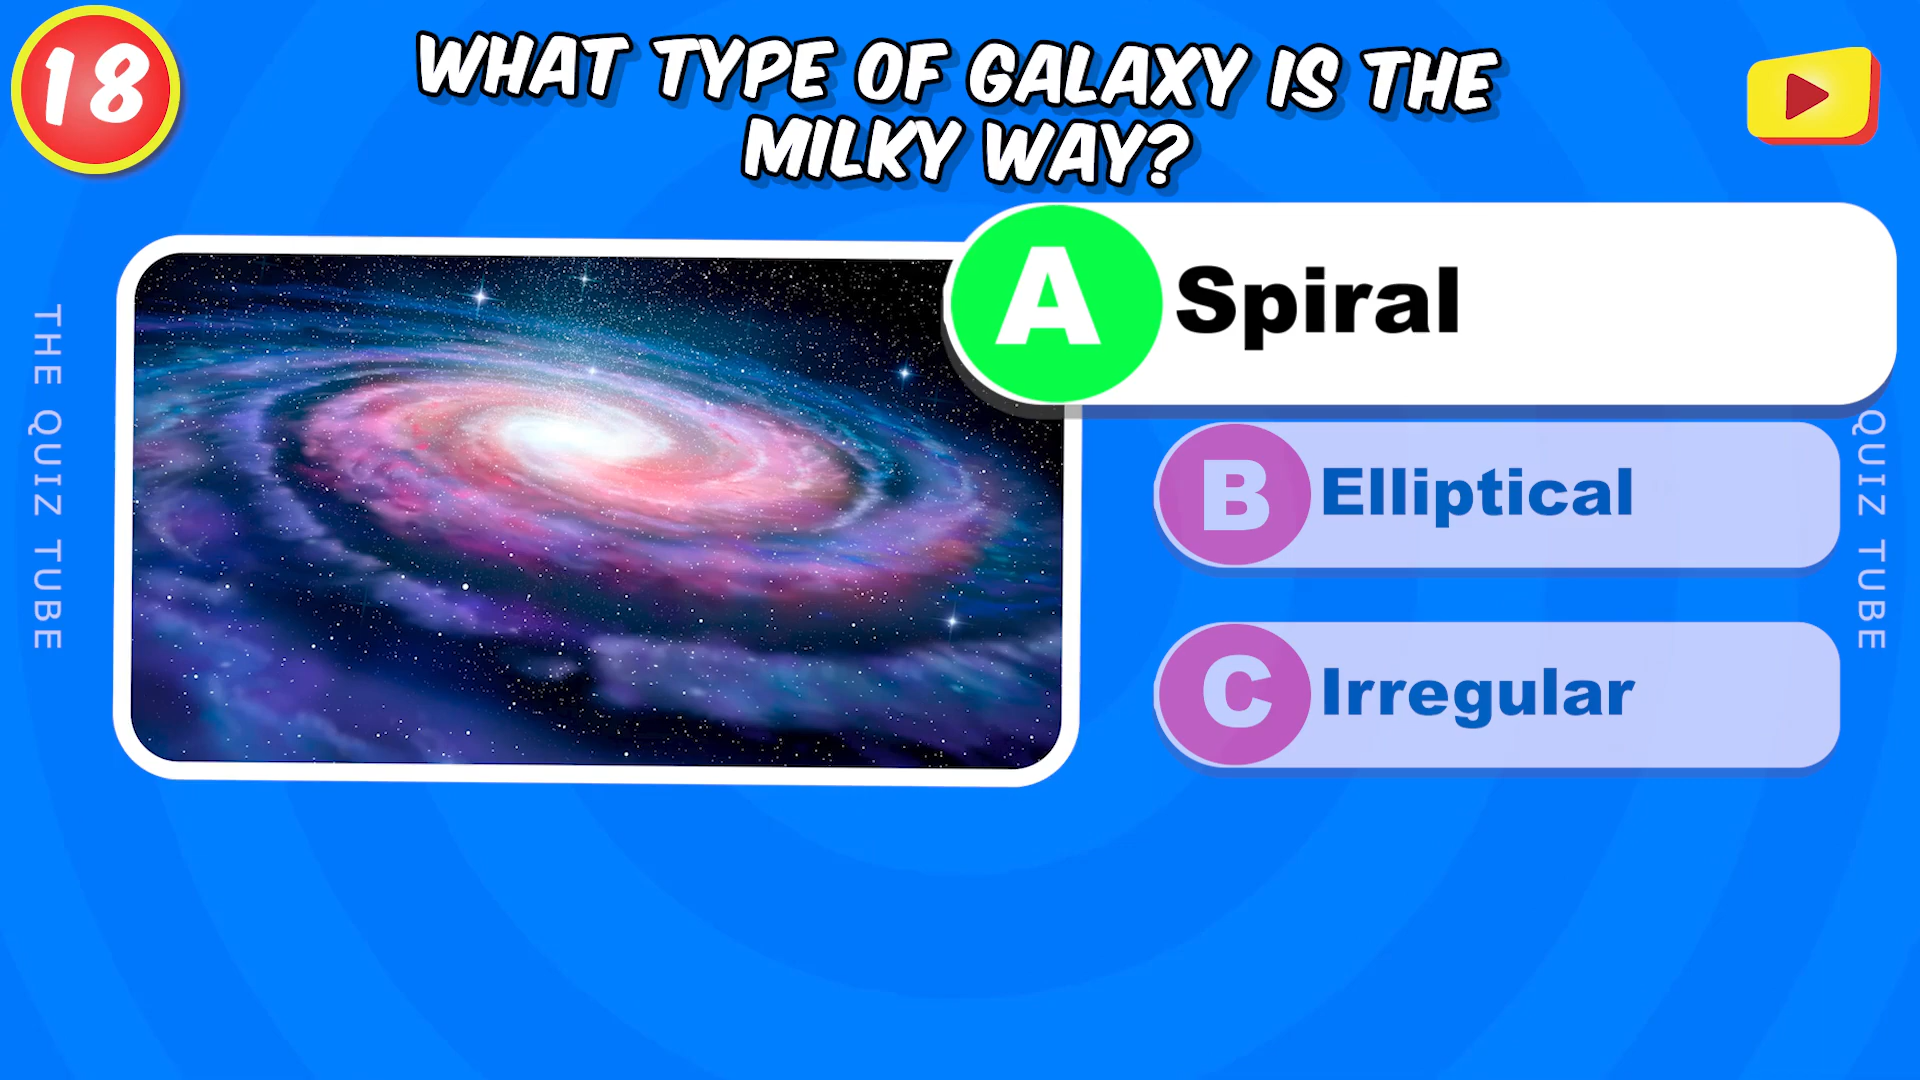 18
WHAT TYPE OF GALAXY IS THE
MILKY WAY?
A Spiral
B Elliptical
C Irregular
THE QUIZ TUBE
QUIZ TUBE